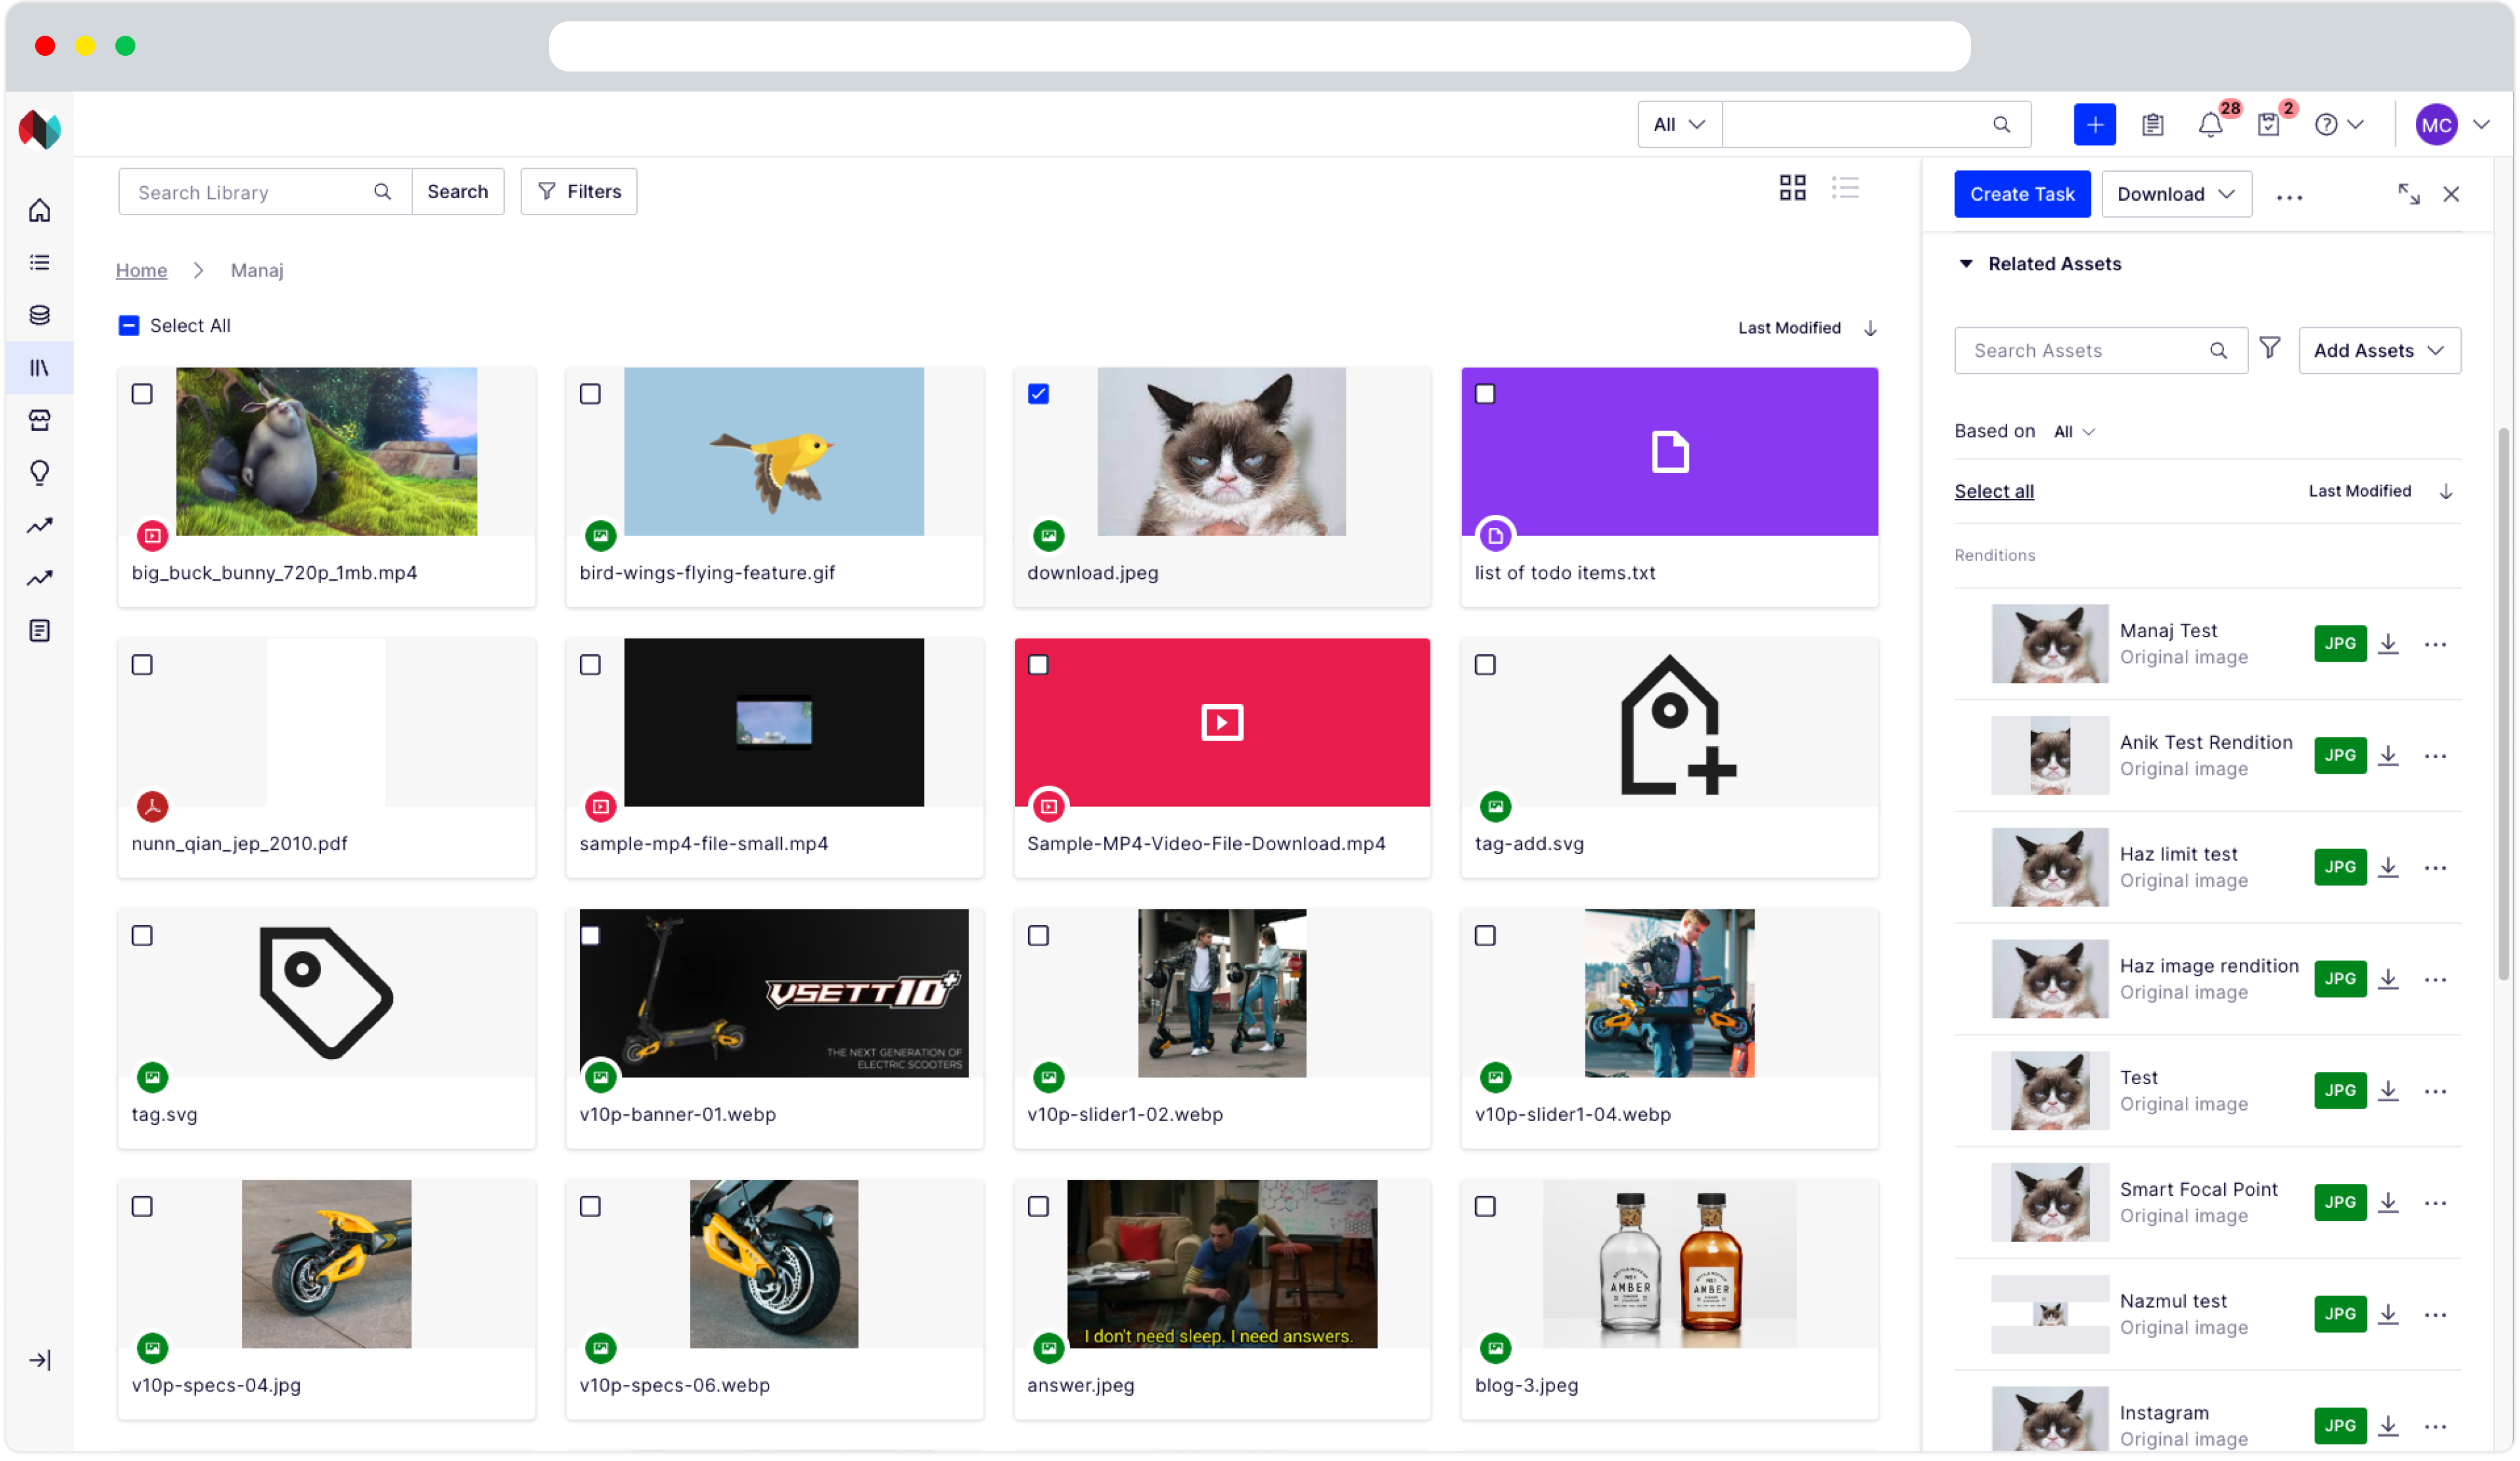 All
28
2
MC
Search Library
Search
Filters
Create Task
Download
Home
Manaj
Related Assets
Select All
Last Modified
Search Assets
Add Assets
Based on
All
Select all
Last Modified
Renditions
big_buck_bunny_720p_1mb.mp4
bird-wings-flying-feature.gif
download.jpeg
list of todo items.txt
nunn_qian_jep_2010.pdf
sample-mp4-file-small.mp4
Sample-MP4-Video-File-Download.mp4
tag-add.svg
VSETT10+
THE NEXT GENERATION OF
ELECTRIC SCOOTERS
tag.svg
v10p-banner-01.webp
v10p-slider1-02.webp
v10p-slider1-04.webp
I don't need sleep. I need answers.
AMBER
AMBER
v10p-specs-04.jpg
v10p-specs-06.webp
answer.jpeg
blog-3.jpeg
Manaj Test
Original image
JPG
Anik Test Rendition
Original image
JPG
Haz limit test
Original image
JPG
Haz image rendition
Original image
JPG
Test
Original image
JPG
Smart Focal Point
Original image
JPG
Nazmul test
Original image
JPG
Instagram
Original image
JPG